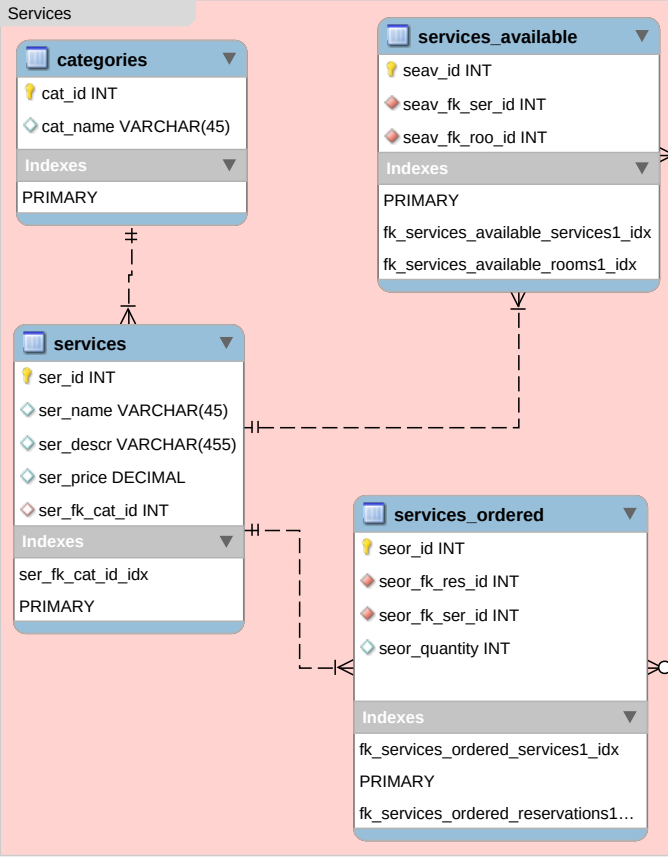 Services
categories
cat_id INT
cat_name VARCHAR(45)
Indexes
PRIMARY
services_available
seav_id INT
seav_fk_ser_id INT
seav_fk_roo_id INT
Indexes
PRIMARY
fk_services_available_services1_idx
fk_services_available_rooms1_idx
services
ser_id INT
ser_name VARCHAR(45)
ser_descr VARCHAR(455)
ser_price DECIMAL
ser_fk_cat_id INT
Indexes
ser_fk_cat_id_idx
PRIMARY
services_ordered
seor_id INT
seor_fk_res_id INT
seor_fk_ser_id INT
seor_quantity INT
Indexes
fk_services_ordered_services1_idx
PRIMARY
fk_services_ordered_reservations1…